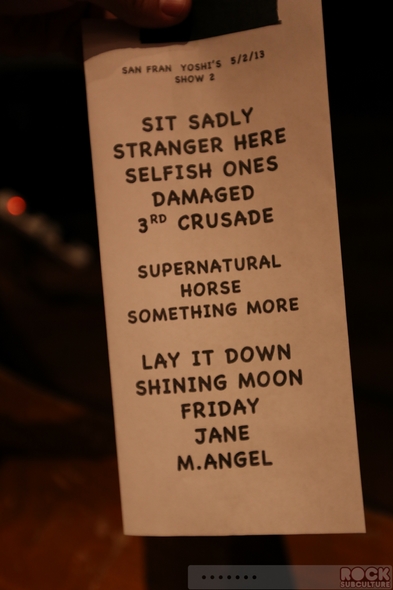 SAN FRAN YOSHI'S 5/2/13
SHOW 2
SIT SADLY
STRANGER HERE
SELFISH ONES
DAMAGED
3RD CRUSADE
SUPERNATURAL
HORSE
SOMETHING MORE
LAY IT DOWN
SHINING MOON
FRIDAY
JANE
M.ANGEL
ROCK
SUBCULTURE